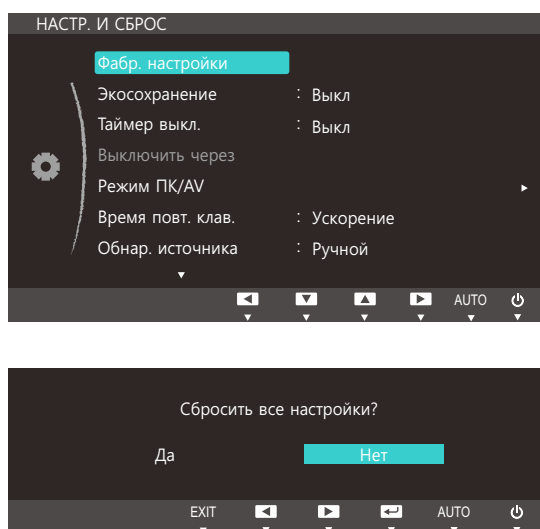 НАСТР. И СБРОС
Фабр. настройки
Экосохранение : Выкл
Таймер выкл. : Выкл
Выключить через
Режим ПК/AV
Время повт. клав. : Ускорение
Обнар. источника : Ручной
AUTO
Сбросить все настройки?
Да Нет
EXIT AUTO